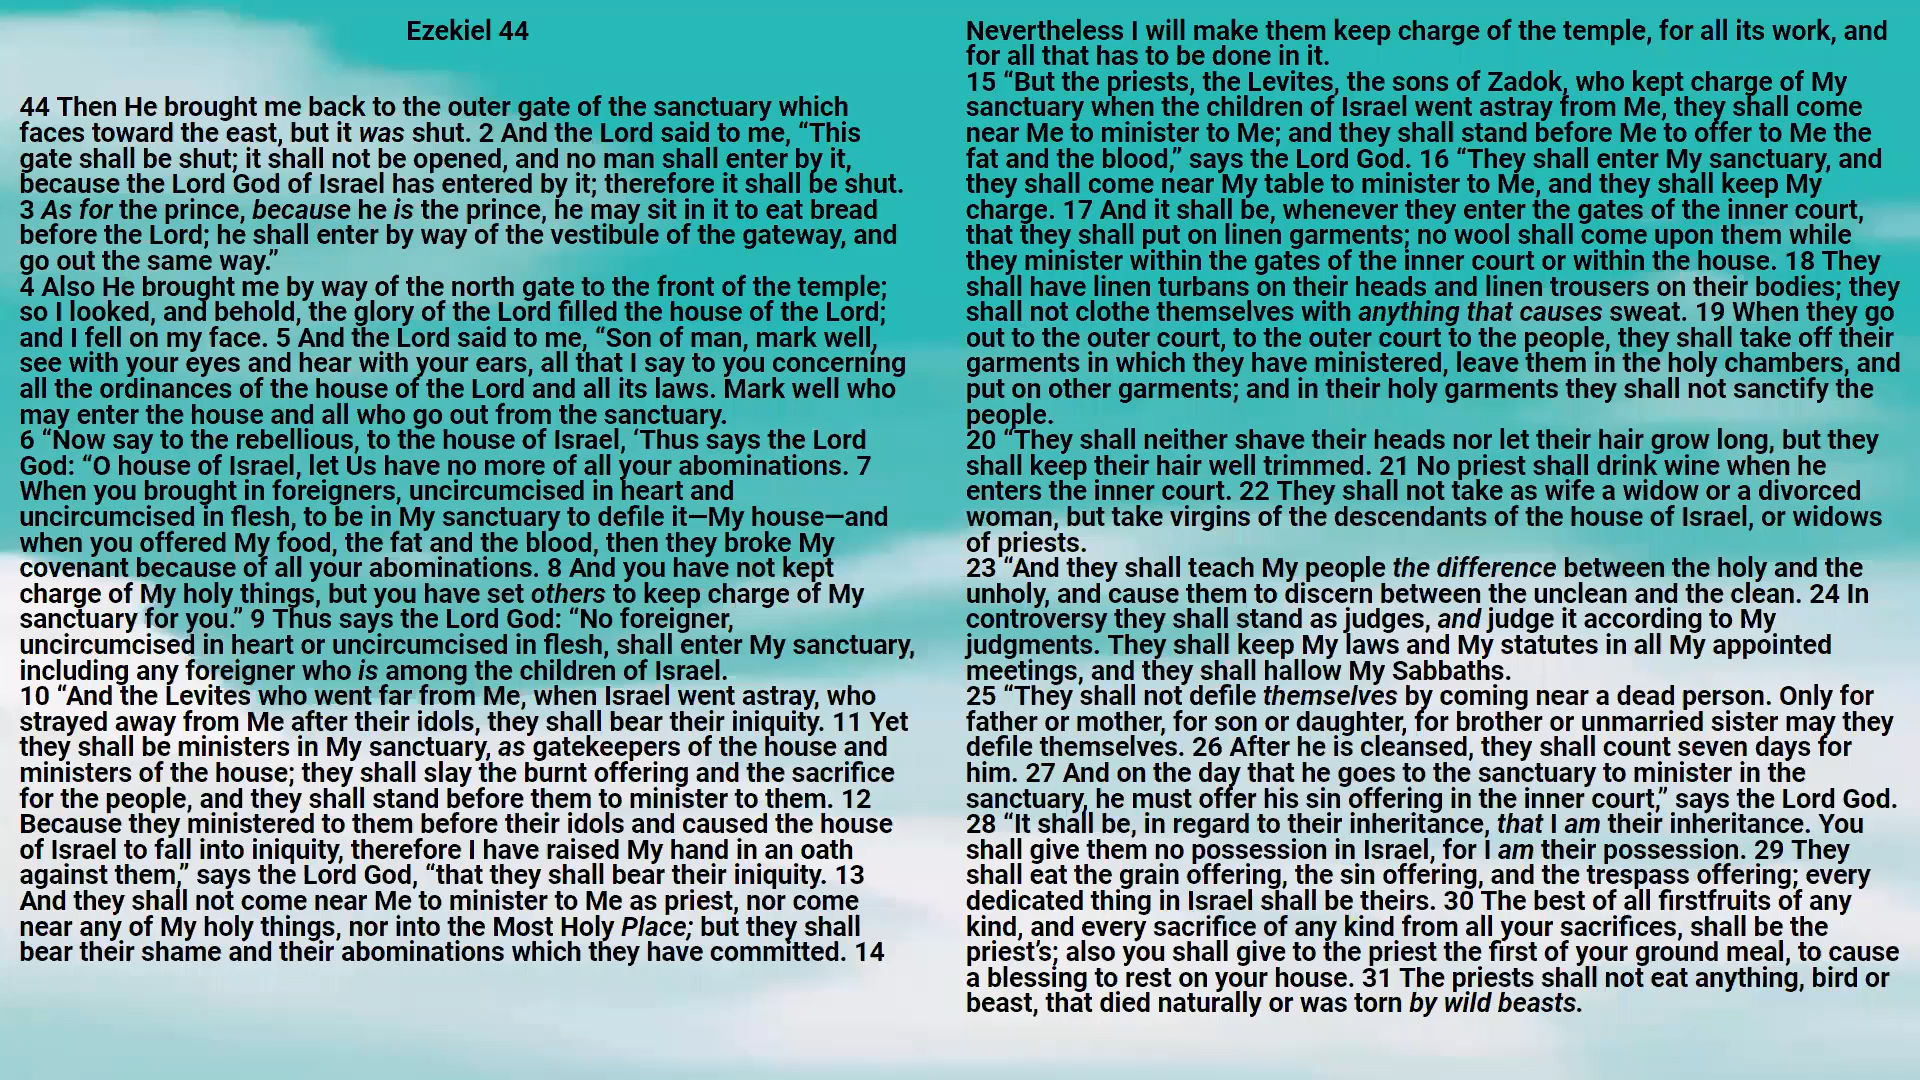 Ezekiel 44
44 Then He brought me back to the outer gate of the sanctuary which
faces toward the east, but it was shut. 2 And the Lord said to me, “This
gate shall be shut; it shall not be opened, and no man shall enter by it,
because the Lord God of Israel has entered by it; therefore it shall be shut.
3 As for the prince, because he is the prince, he may sit in it to eat bread
before the Lord; he shall enter by way of the vestibule of the gateway, and
go out the same way.”
4 Also He brought me by way of the north gate to the front of the temple;
so I looked, and behold, the glory of the Lord filled the house of the Lord;
and I fell on my face. 5 And the Lord said to me, “Son of man, mark well,
see with your eyes and hear with your ears, all that I say to you concerning
all the ordinances of the house of the Lord and all its laws. Mark well who
may enter the house and all who go out from the sanctuary.
6 “Now say to the rebellious, to the house of Israel, ‘Thus says the Lord
God: “O house of Israel, let Us have no more of all your abominations. 7
When you brought in foreigners, uncircumcised in heart and
uncircumcised in flesh, to be in My sanctuary to defile it—My house—and
when you offered My food, the fat and the blood, then they broke My
covenant because of all your abominations. 8 And you have not kept
charge of My holy things, but you have set others to keep charge of My
sanctuary for you.” 9 Thus says the Lord God: “No foreigner,
uncircumcised in heart or uncircumcised in flesh, shall enter My sanctuary,
including any foreigner who is among the children of Israel.
10 “And the Levites who went far from Me, when Israel went astray, who
strayed away from Me after their idols, they shall bear their iniquity. 11 Yet
they shall be ministers in My sanctuary, as gatekeepers of the house and
ministers of the house; they shall slay the burnt offering and the sacrifice
for the people, and they shall stand before them to minister to them. 12
Because they ministered to them before their idols and caused the house
of Israel to fall into iniquity, therefore I have raised My hand in an oath
against them,” says the Lord God, “that they shall bear their iniquity. 13
And they shall not come near Me to minister to Me as priest, nor come
near any of My holy things, nor into the Most Holy Place; but they shall
bear their shame and their abominations which they have committed. 14
Nevertheless I will make them keep charge of the temple, for all its work, and
for all that has to be done in it.
15 “But the priests, the Levites, the sons of Zadok, who kept charge of My
sanctuary when the children of Israel went astray from Me, they shall come
near Me to minister to Me; and they shall stand before Me to offer to Me the
fat and the blood,” says the Lord God. 16 “They shall enter My sanctuary, and
they shall come near My table to minister to Me, and they shall keep My
charge. 17 And it shall be, whenever they enter the gates of the inner court,
that they shall put on linen garments; no wool shall come upon them while
they minister within the gates of the inner court or within the house. 18 They
shall have linen turbans on their heads and linen trousers on their bodies; they
shall not clothe themselves with anything that causes sweat. 19 When they go
out to the outer court, to the outer court to the people, they shall take off their
garments in which they have ministered, leave them in the holy chambers, and
put on other garments; and in their holy garments they shall not sanctify the
people.
20 “They shall neither shave their heads nor let their hair grow long, but they
shall keep their hair well trimmed. 21 No priest shall drink wine when he
enters the inner court. 22 They shall not take as wife a widow or a divorced
woman, but take virgins of the descendants of the house of Israel, or widows
of priests.
23 “And they shall teach My people the difference between the holy and the
unholy, and cause them to discern between the unclean and the clean. 24 In
controversy they shall stand as judges, and judge it according to My
judgments. They shall keep My laws and My statutes in all My appointed
meetings, and they shall hallow My Sabbaths.
25 “They shall not defile themselves by coming near a dead person. Only for
father or mother, for son or daughter, for brother or unmarried sister may they
defile themselves. 26 After he is cleansed, they shall count seven days for
him. 27 And on the day that he goes to the sanctuary to minister in the
sanctuary, he must offer his sin offering in the inner court,” says the Lord God.
28 “It shall be, in regard to their inheritance, that I am their inheritance. You
shall give them no possession in Israel, for I am their possession. 29 They
shall eat the grain offering, the sin offering, and the trespass offering; every
dedicated thing in Israel shall be theirs. 30 The best of all firstfruits of any
kind, and every sacrifice of any kind from all your sacrifices, shall be the
priest’s; also you shall give to the priest the first of your ground meal, to cause
a blessing to rest on your house. 31 The priests shall not eat anything, bird or
beast, that died naturally or was torn by wild beasts.